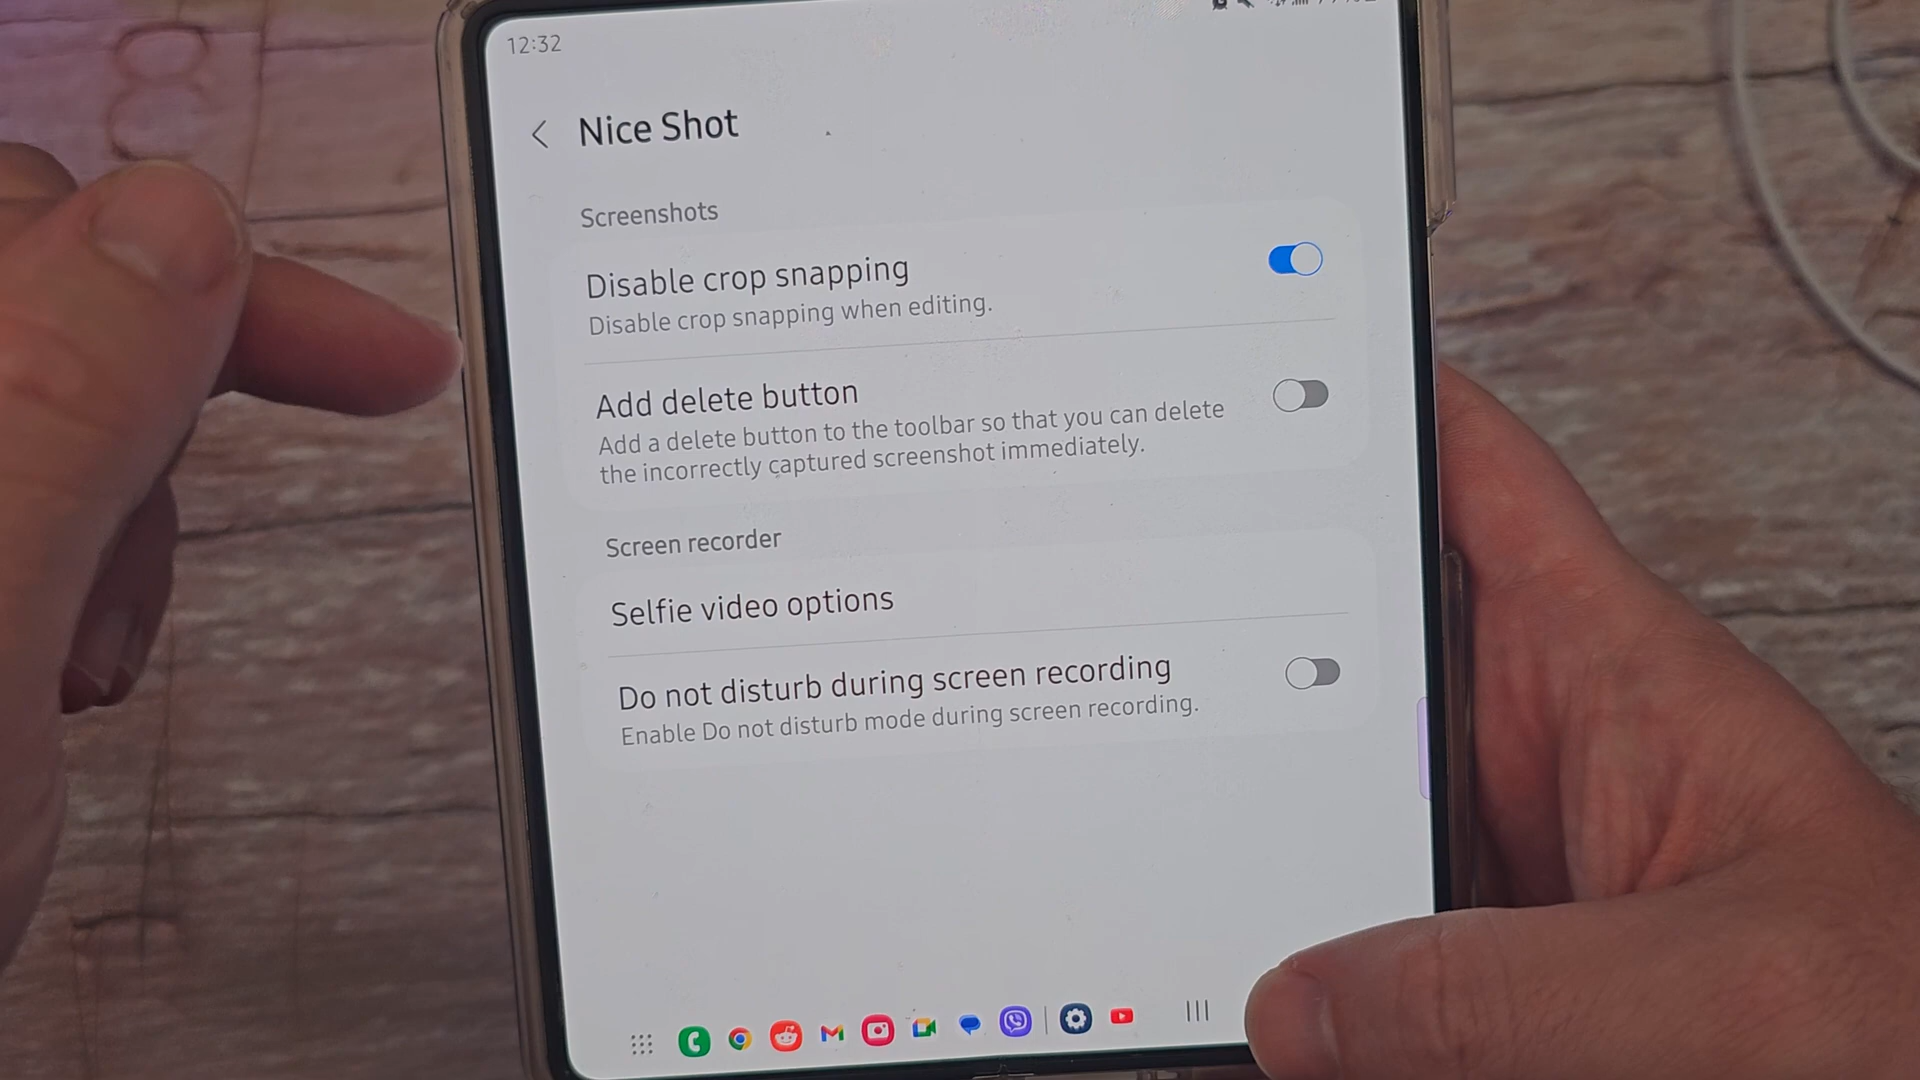 12:32
Nice Shot
Screenshots
Disable crop snapping
Disable crop snapping when editing.
Add delete button
Add a delete button to the toolbar so that you can delete
the incorrectly captured screenshot immediately.
Screen recorder
Selfie video options
Do not disturb during screen recording
Enable Do not disturb mode during screen recording.